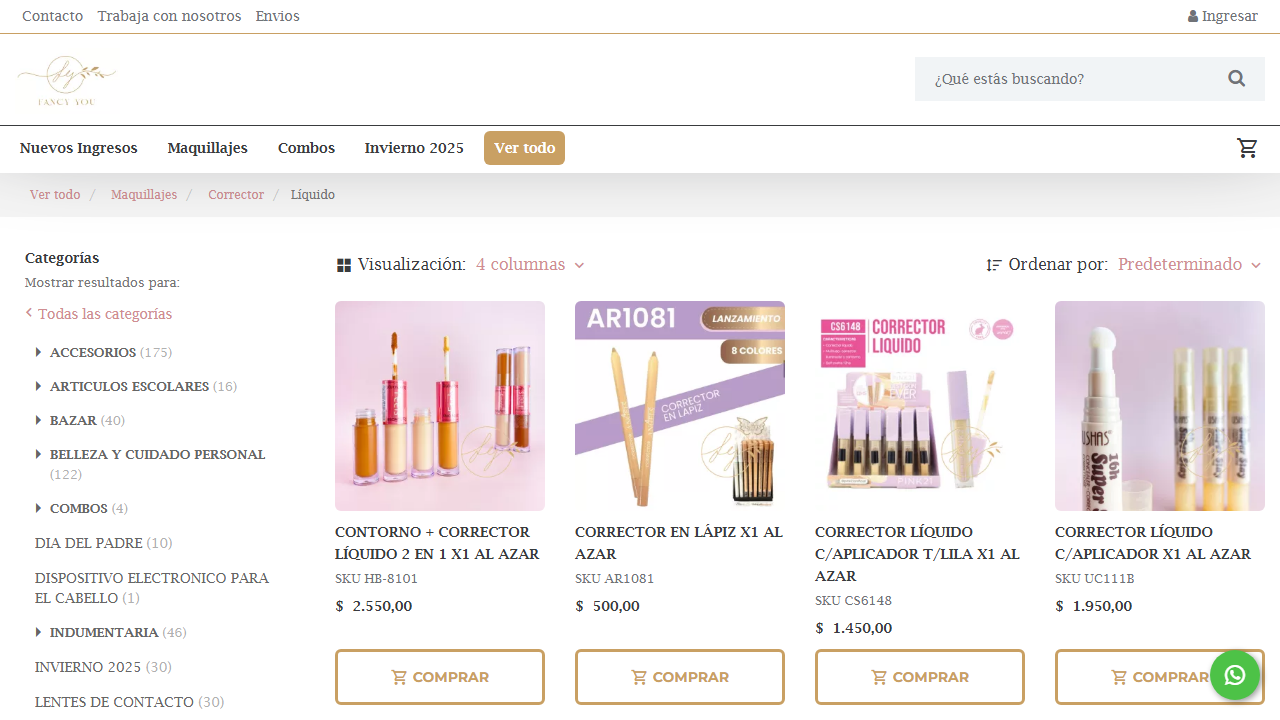 Contacto Trabaja con nosotros Envios
Ingresar
fy
FANCY YOU
¿Qué estás buscando?
Nuevos Ingresos Maquillajes Combos Invierno 2025 Ver todo
Ver todo / Maquillajes / Corrector / Líquido
Categorías
Mostrar resultados para:
Todas las categorías
ACCESORIOS (175)
ARTICULOS ESCOLARES (16)
BAZAR (40)
BELLEZA Y CUIDADO PERSONAL
(122)
COMBOS (4)
DIA DEL PADRE (10)
DISPOSITIVO ELECTRONICO PARA
EL CABELLO (1)
INDUMENTARIA (46)
INVIERNO 2025 (30)
LENTES DE CONTACTO (30)
Visualización: 4 columnas
Ordenar por: Predeterminado
AR1081
LANZAMIENTO
8 COLORES
CORRECTOR
EN LAPIZ
CS6148
CORRECTOR
LIQUIDO
EVER
PINK21
USHAS
16h
Super
CONTORNO + CORRECTOR
LÍQUIDO 2 EN 1 X1 AL AZAR
SKU HB-8101
$ 2.550,00
COMPRAR
CORRECTOR EN LÁPIZ X1 AL
AZAR
SKU AR1081
$ 500,00
COMPRAR
CORRECTOR LÍQUIDO
C/APLICADOR T/LILA X1 AL
AZAR
SKU CS6148
$ 1.450,00
COMPRAR
CORRECTOR LÍQUIDO
C/APLICADOR X1 AL AZAR
SKU UC111B
$ 1.950,00
COMPRAR